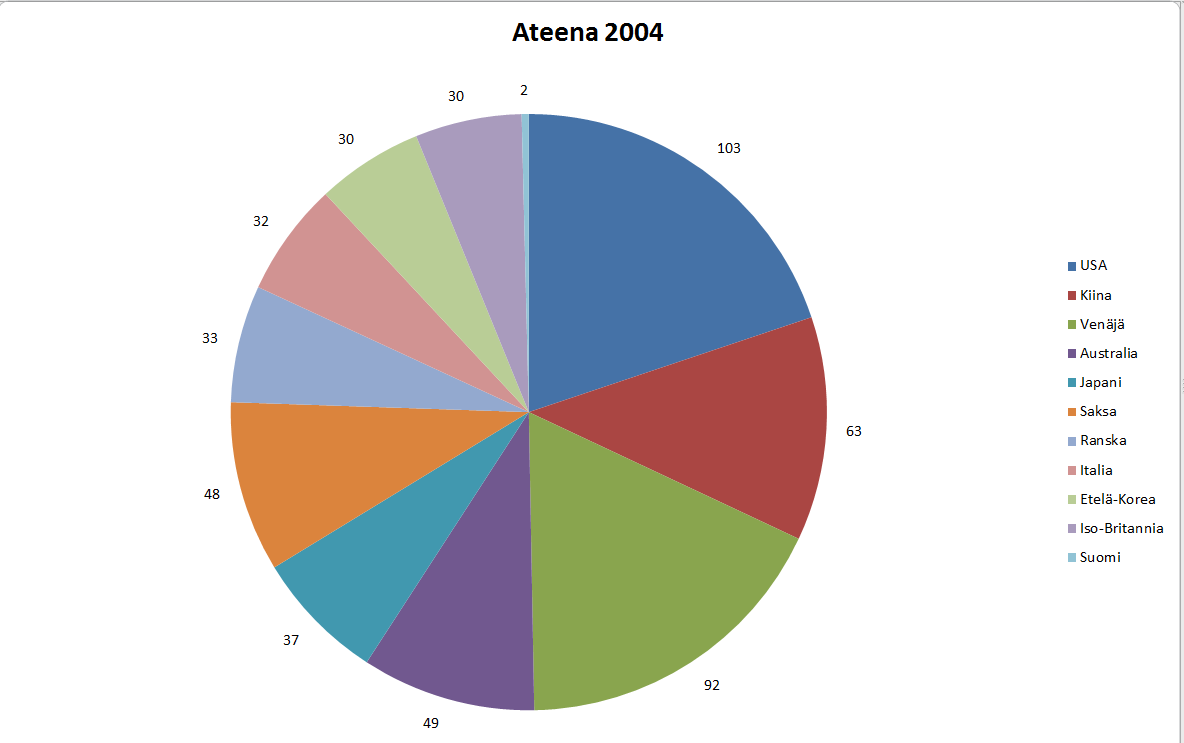 Ateena 2004
2
30
103
30
32
33
63
48
37
92
49
USA
Kiina
Venäjä
Australia
Japani
Saksa
Ranska
Italia
Etelä-Korea
Iso-Britannia
Suomi